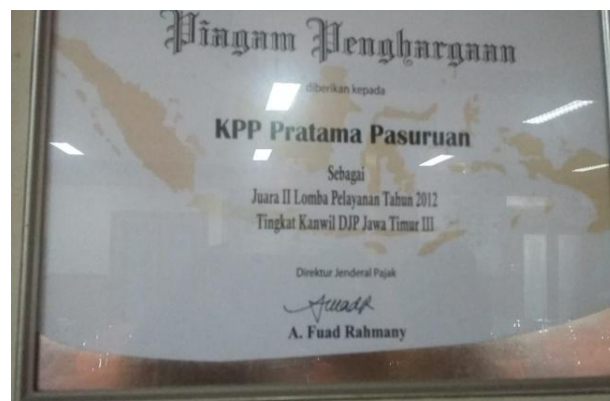 Piagam Penghargaan
diberikan kepada
KPP Pratama Pasuruan
Sebagai
Juara II Lomba Pelayanan Tahun 2012
Tingkat Kanwil DJP Jawa Timur III
Direktur Jenderal Pajak
A. Fuad Rahmany